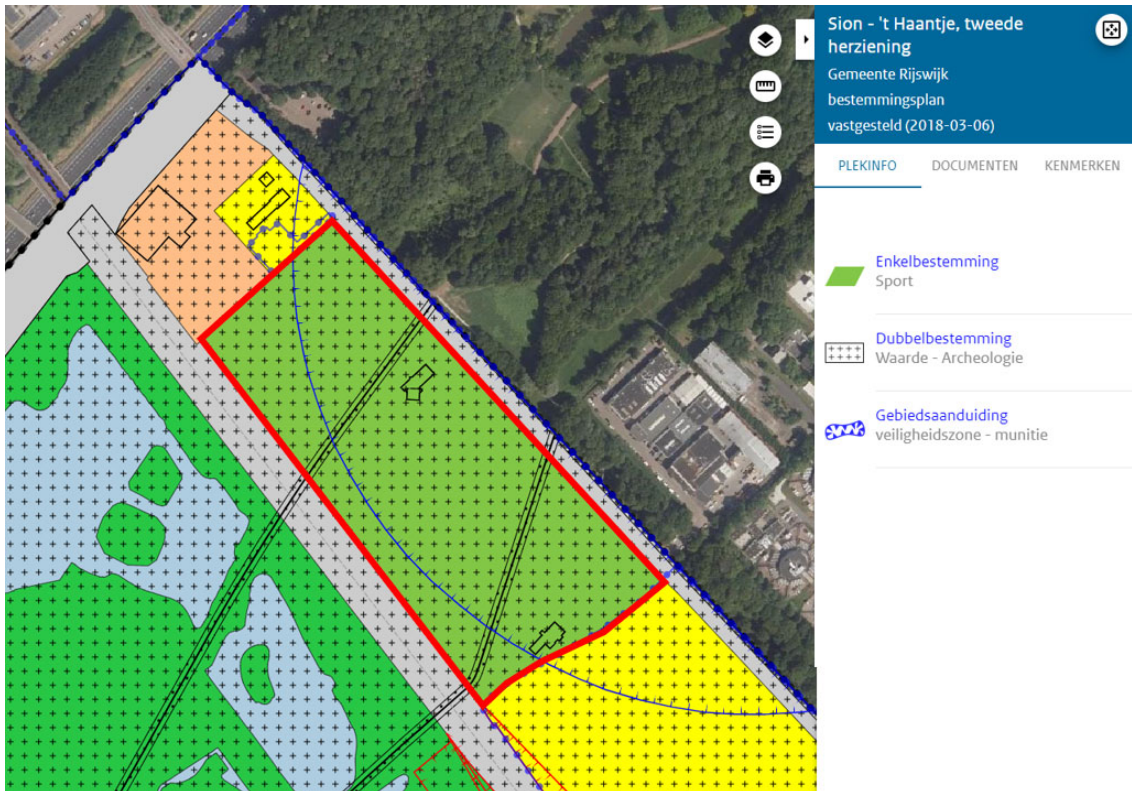 Sion - 't Haantje, tweede
herziening
Gemeente Rijswijk
bestemmingsplan
vastgesteld (2018-03-06)
PLEKINFO DOCUMENTEN KENMERKEN
Enkelbestemming
Sport
Dubbelbestemming
Waarde - Archeologie
Gebiedsaanduiding
veiligheidszone - munitie